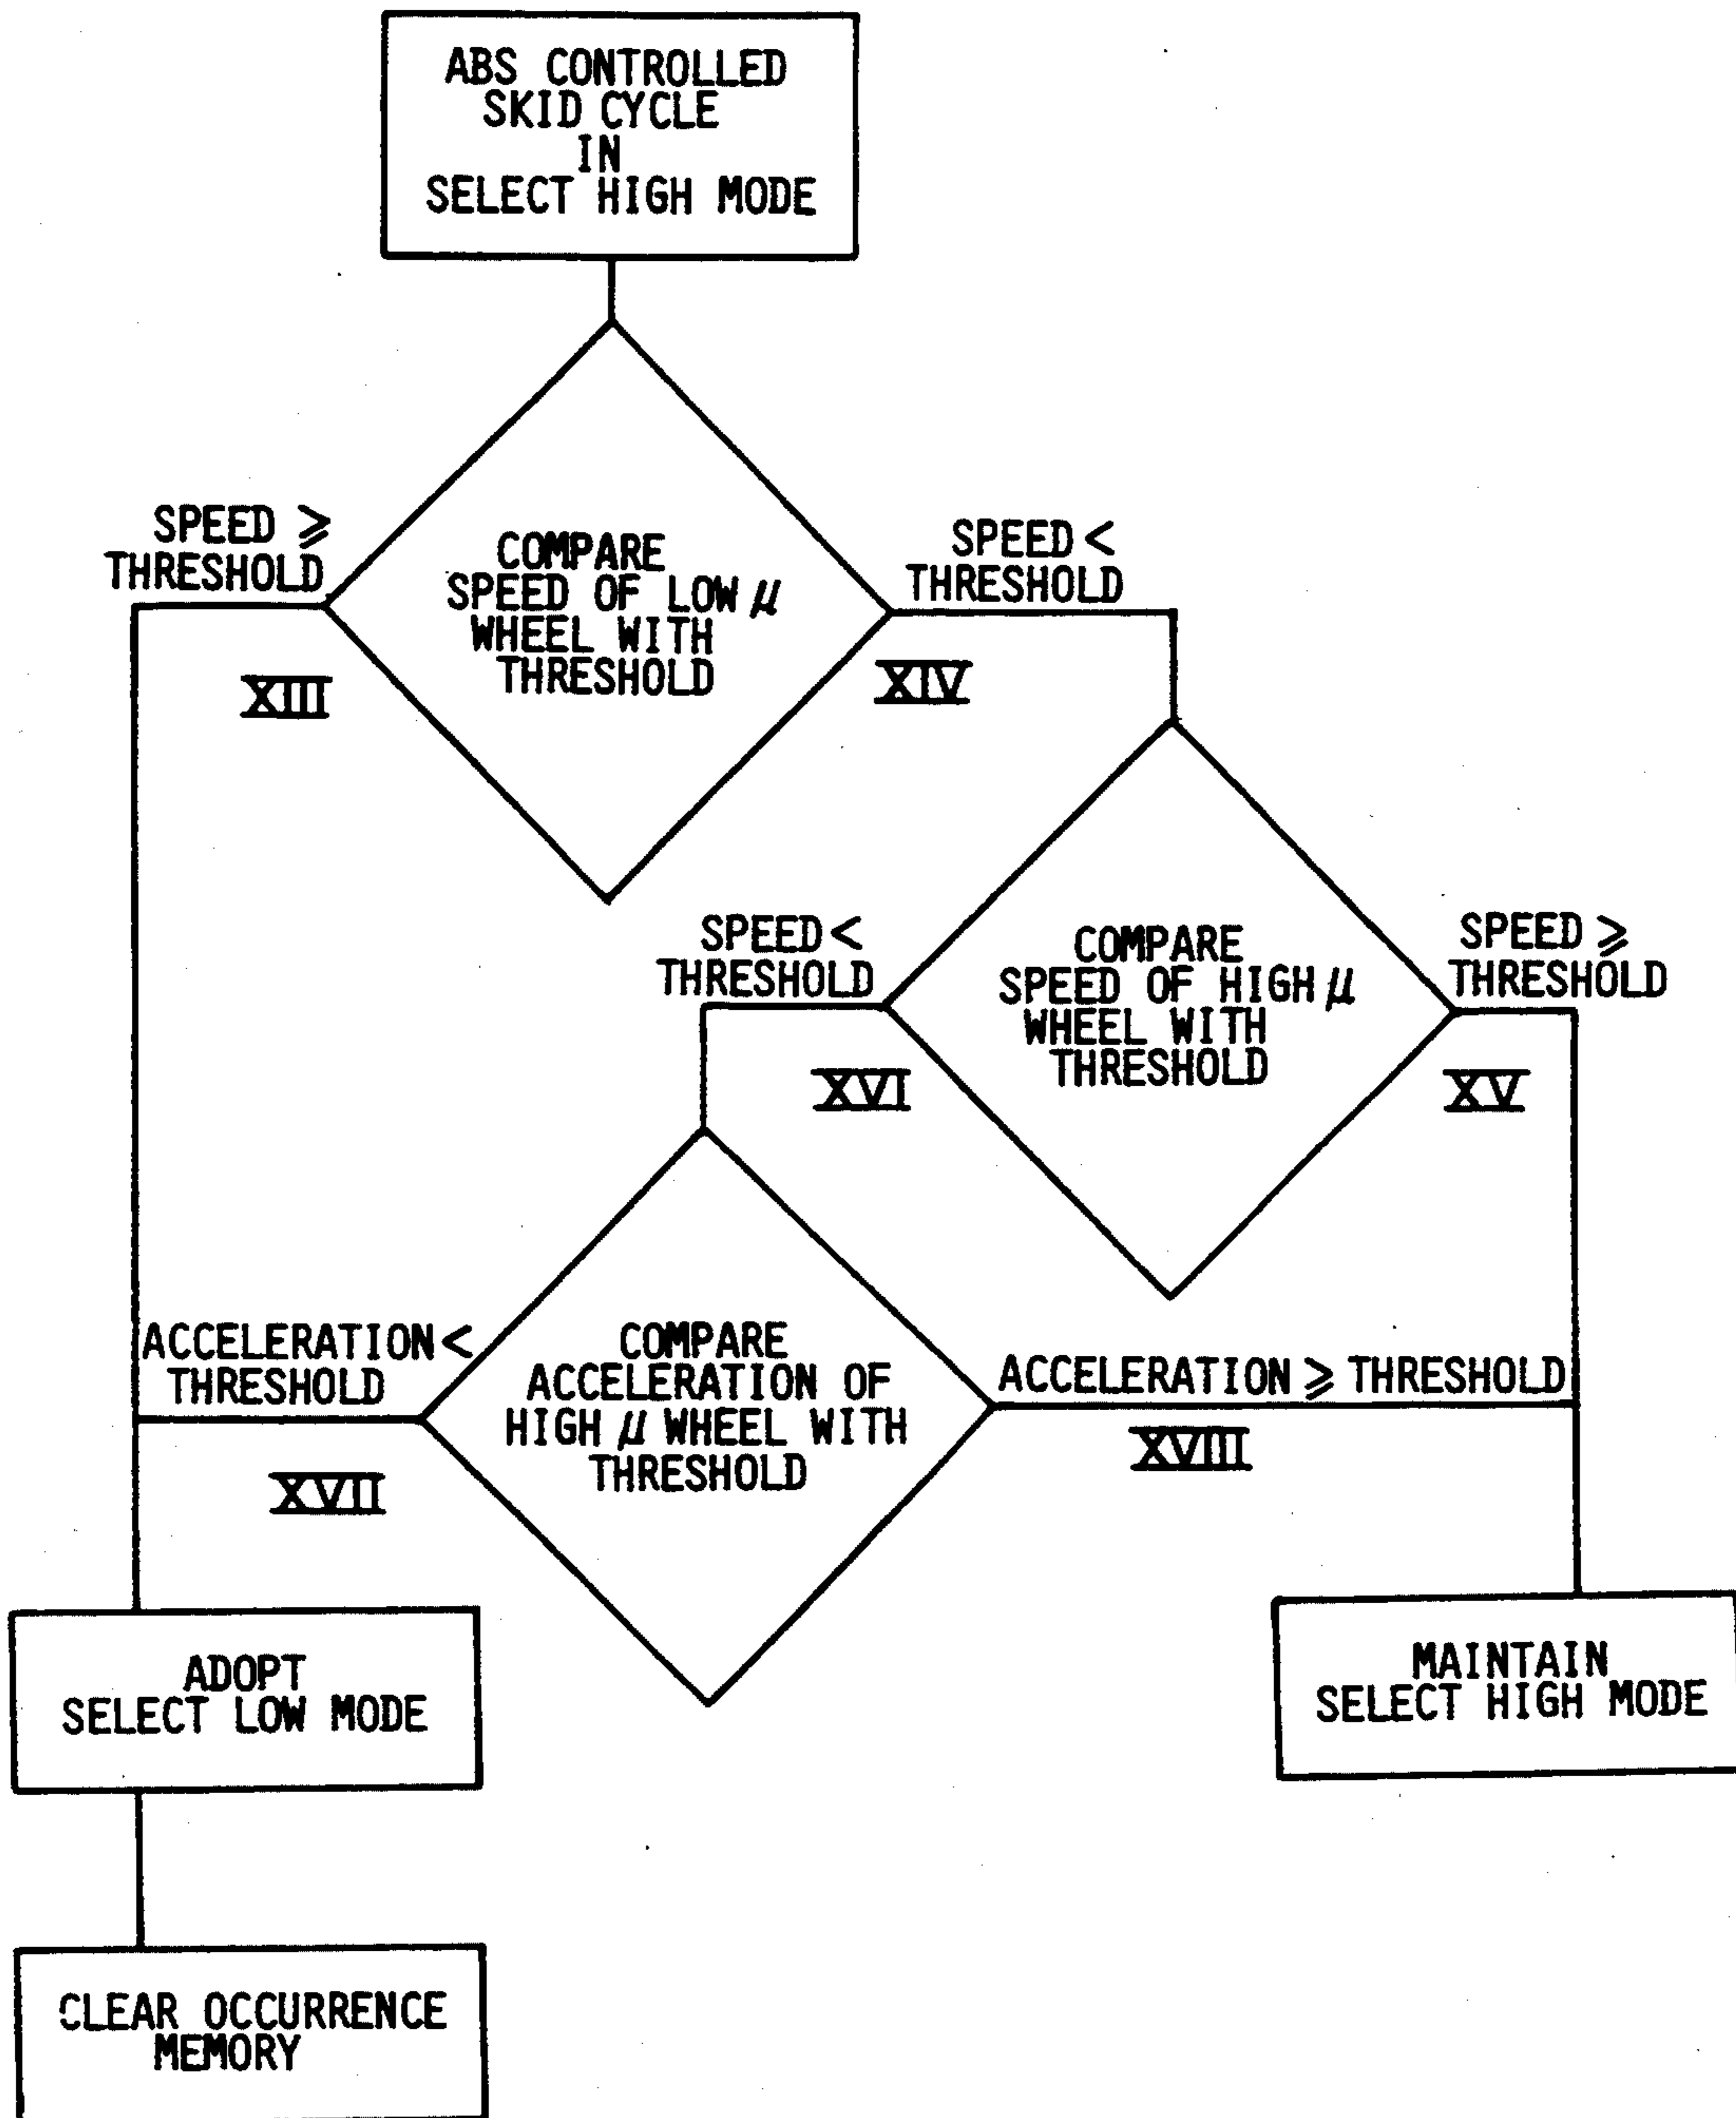 ABS CONTROLLED
SKID CYCLE
IN
SELECT HIGH MODE
SPEED ⩾
THRESHOLD
COMPARE
SPEED OF LOW μ
WHEEL WITH
THRESHOLD
SPEED <
THRESHOLD
XIII
XIV
SPEED <
THRESHOLD
COMPARE
SPEED OF HIGH μ
WHEEL WITH
THRESHOLD
SPEED ⩾
THRESHOLD
XVI
XV
ACCELERATION <
THRESHOLD
COMPARE
ACCELERATION OF
HIGH μ WHEEL WITH
THRESHOLD
ACCELERATION ⩾ THRESHOLD
XVII
XVIII
ADOPT
SELECT LOW MODE
MAINTAIN
SELECT HIGH MODE
CLEAR OCCURRENCE
MEMORY